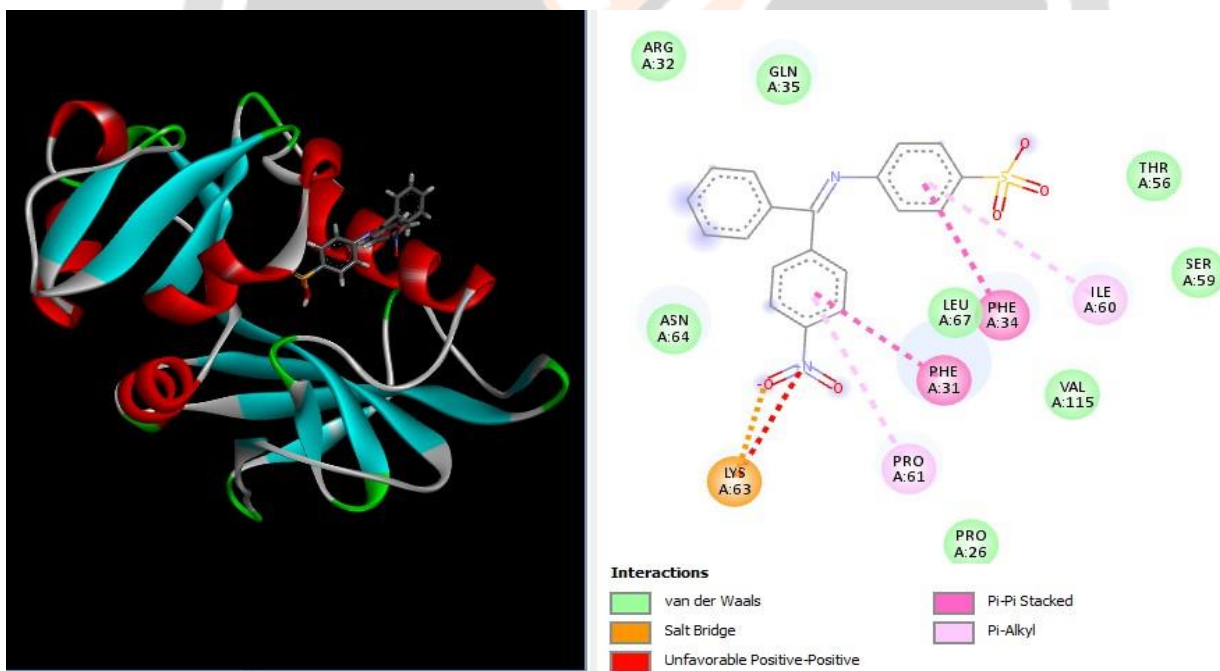 ARG
A:32
GLN
A:35
N
O
S
O
O
THR
A:56
SER
A:59
ILE
A:60
LEU
A:67
PHE
A:34
ASN
A:64
PHE
A:31
VAL
A:115
N
-O
O
LYS
A:63
PRO
A:61
PRO
A:26
Interactions
van der Waals
Salt Bridge
Unfavorable Positive-Positive
Pi-Pi Stacked
Pi-Alkyl